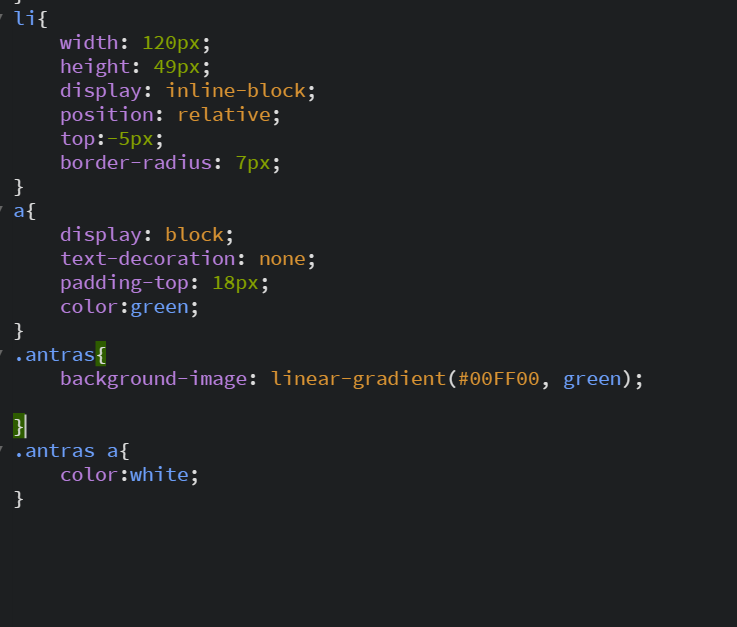 }
li{
    width: 120px;
    height: 49px;
    display: inline-block;
    position: relative;
    top:-5px;
    border-radius: 7px;
}
a{
    display: block;
    text-decoration: none;
    padding-top: 18px;
    color:green;
}
.antras{
    background-image: linear-gradient(#00FF00, green);

}
.antras a{
    color:white;
}